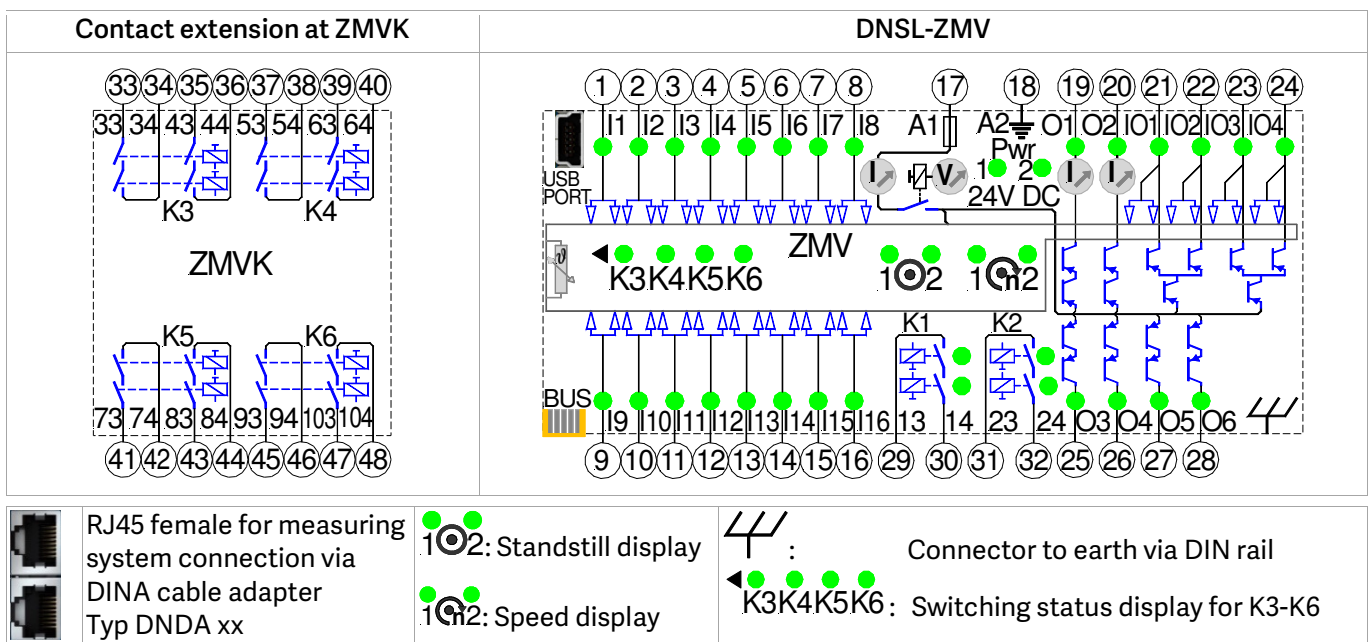 Contact extension at ZMVK
DNSL-ZMV
33 34 35 36 37 38 39 40
33 34 43 44 53 54 63 64
K3 K4
ZMVK
K5 K6
73 74 83 84 93 94 103 104
41 42 43 44 45 46 47 48
1 2 3 4 5 6 7 8 17 18 19 20 21 22 23 24
I1 I2 I3 I4 I5 I6 I7 I8 A1 A2 O1 O2 IO1 IO2 IO3 IO4
Pwr
I V 1 2 I I
USB
PORT
24V DC
ZMV
ϑ
K3 K4 K5 K6 1 2 1 n 2
K1 K2
BUS
I9 I10 I11 I12 I13 I14 I15 I16 13 14 23 24 O3 O4 O5 O6
9 10 11 12 13 14 15 16 29 30 31 32 25 26 27 28
RJ45 female for measuring
system connection via
DINA cable adapter
Typ DNDA xx
1 2: Standstill display
1 n 2: Speed display
: Connector to earth via DIN rail
K3 K4 K5 K6 : Switching status display for K3-K6